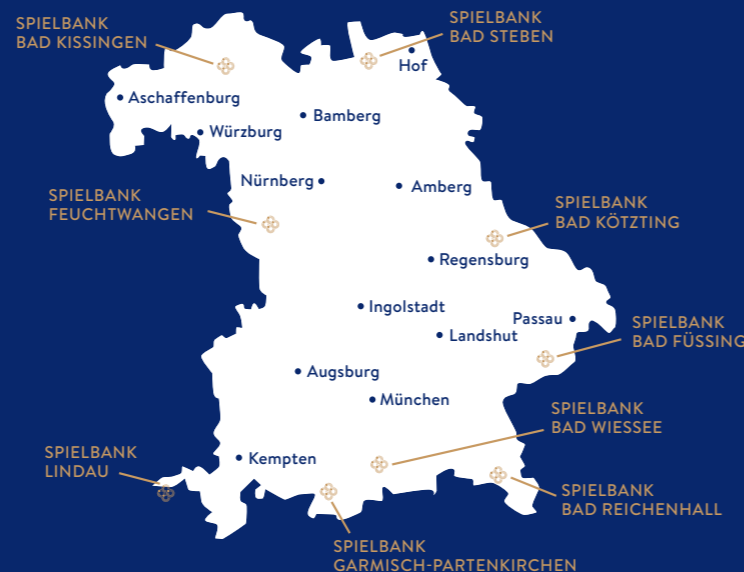 SPIELBANK
BAD KISSINGEN
SPIELBANK
BAD STEBEN
Hof
Aschaffenburg
Bamberg
Würzburg
Nürnberg
Amberg
SPIELBANK
FEUCHTWANGEN
SPIELBANK
BAD KÖTZTING
Regensburg
Ingolstadt
Passau
Landshut
SPIELBANK
BAD FÜSSING
Augsburg
München
SPIELBANK
BAD WIESSEE
SPIELBANK
LINDAU
Kempten
SPIELBANK
BAD REICHENHALL
SPIELBANK
GARMISCH-PARTENKIRCHEN